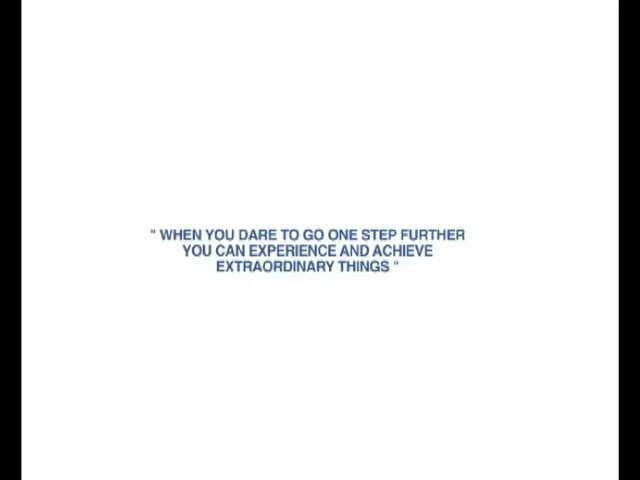 " WHEN YOU DARE TO GO ONE STEP FURTHER
YOU CAN EXPERIENCE AND ACHIEVE
EXTRAORDINARY THINGS "